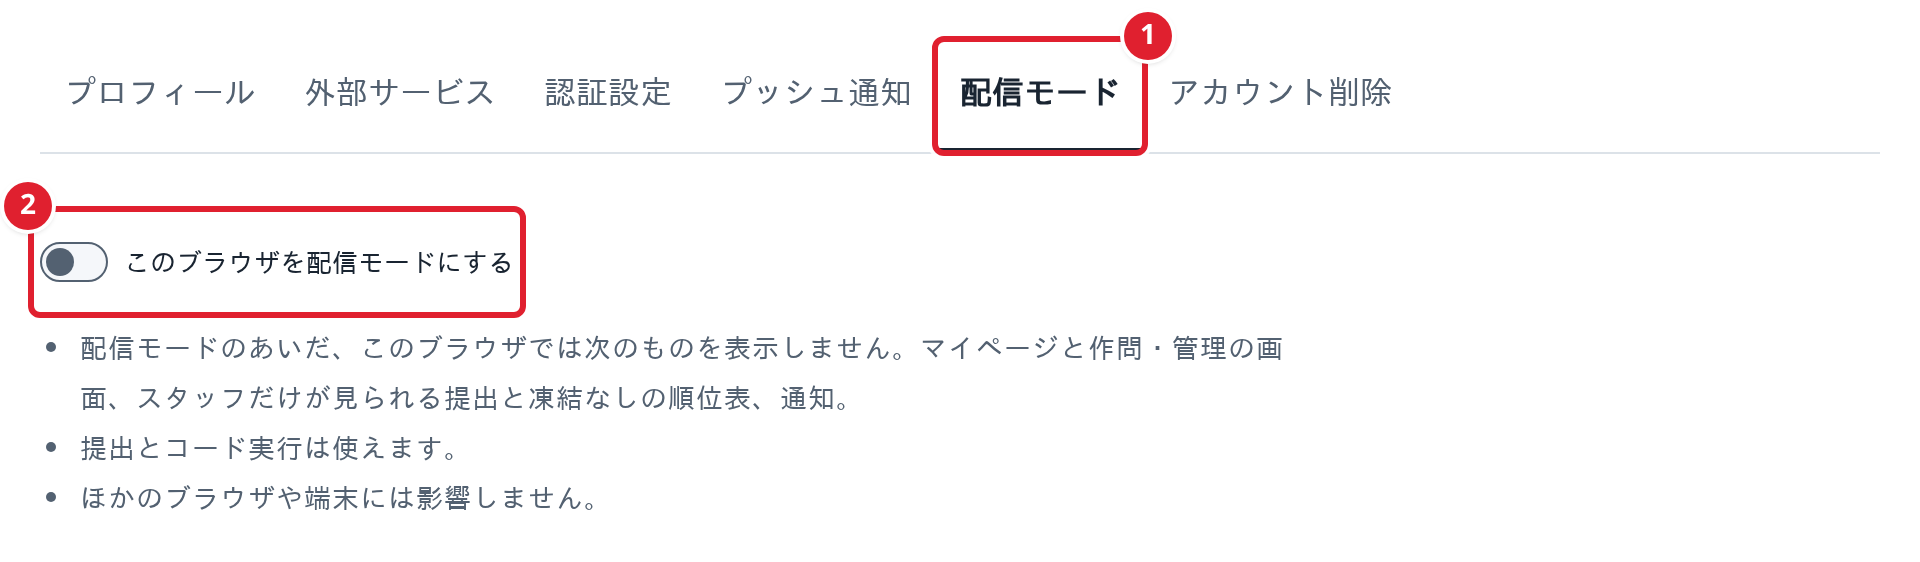 プロフィール 外部サービス 認証設定 プッシュ通知 配信モード 1 アカウント削除
2
このブラウザを配信モードにする
• 配信モードのあいだ、このブラウザでは次のものを表示しません。マイページと作問・管理の画
面、スタッフだけが見られる提出と凍結なしの順位表、通知。
• 提出とコード実行は使えます。
• ほかのブラウザや端末には影響しません。